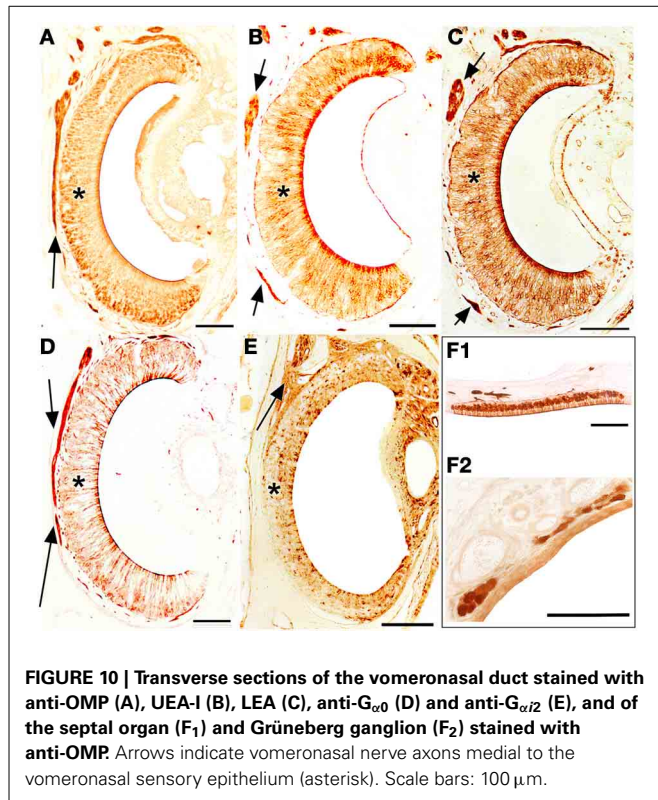 A
B
C
*
*
*
D
E
F1
*
*
F2
FIGURE 10 | Transverse sections of the vomeronasal duct stained with
anti-OMP (A), UEA-I (B), LEA (C), anti-Gα0 (D) and anti-Gαi2 (E), and of
the septal organ (F1) and Grüneberg ganglion (F2) stained with
anti-OMP. Arrows indicate vomeronasal nerve axons medial to the
vomeronasal sensory epithelium (asterisk). Scale bars: 100 μm.